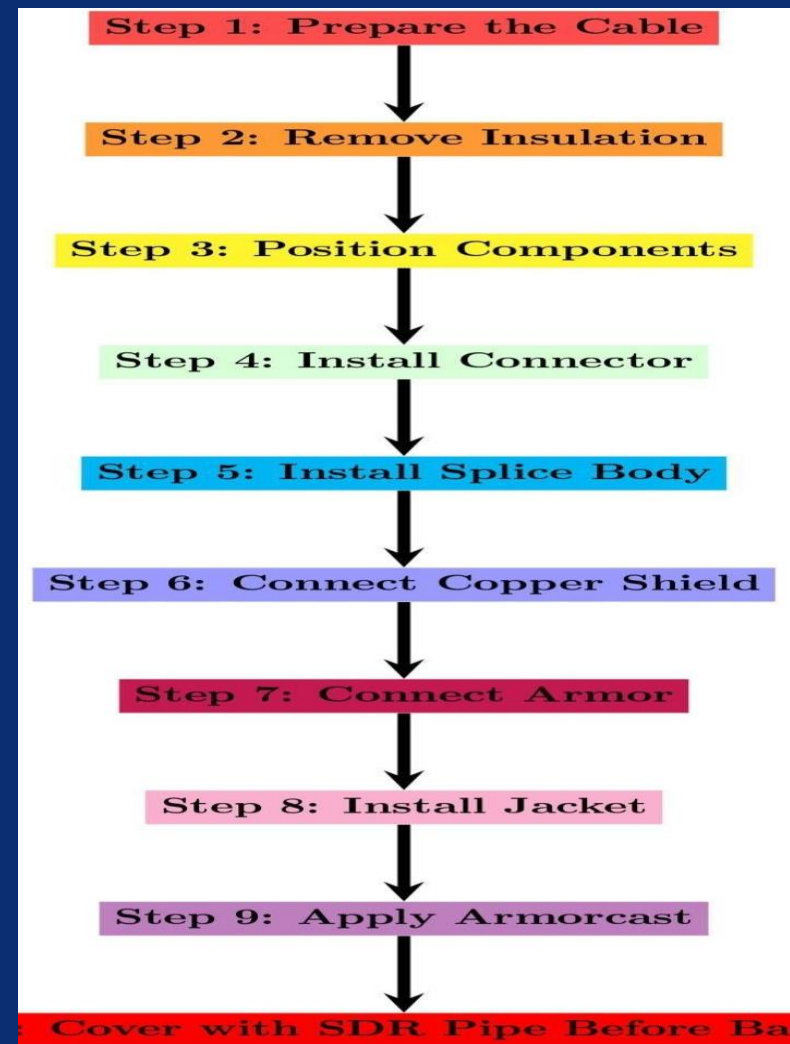 Step 1: Prepare the Cable
Step 2: Remove Insulation
Step 3: Position Components
Step 4: Install Connector
Step 5: Install Splice Body
Step 6: Connect Copper Shield
Step 7: Connect Armor
Step 8: Install Jacket
Step 9: Apply Armorcast
: Cover with SDR Pipe Before Ba